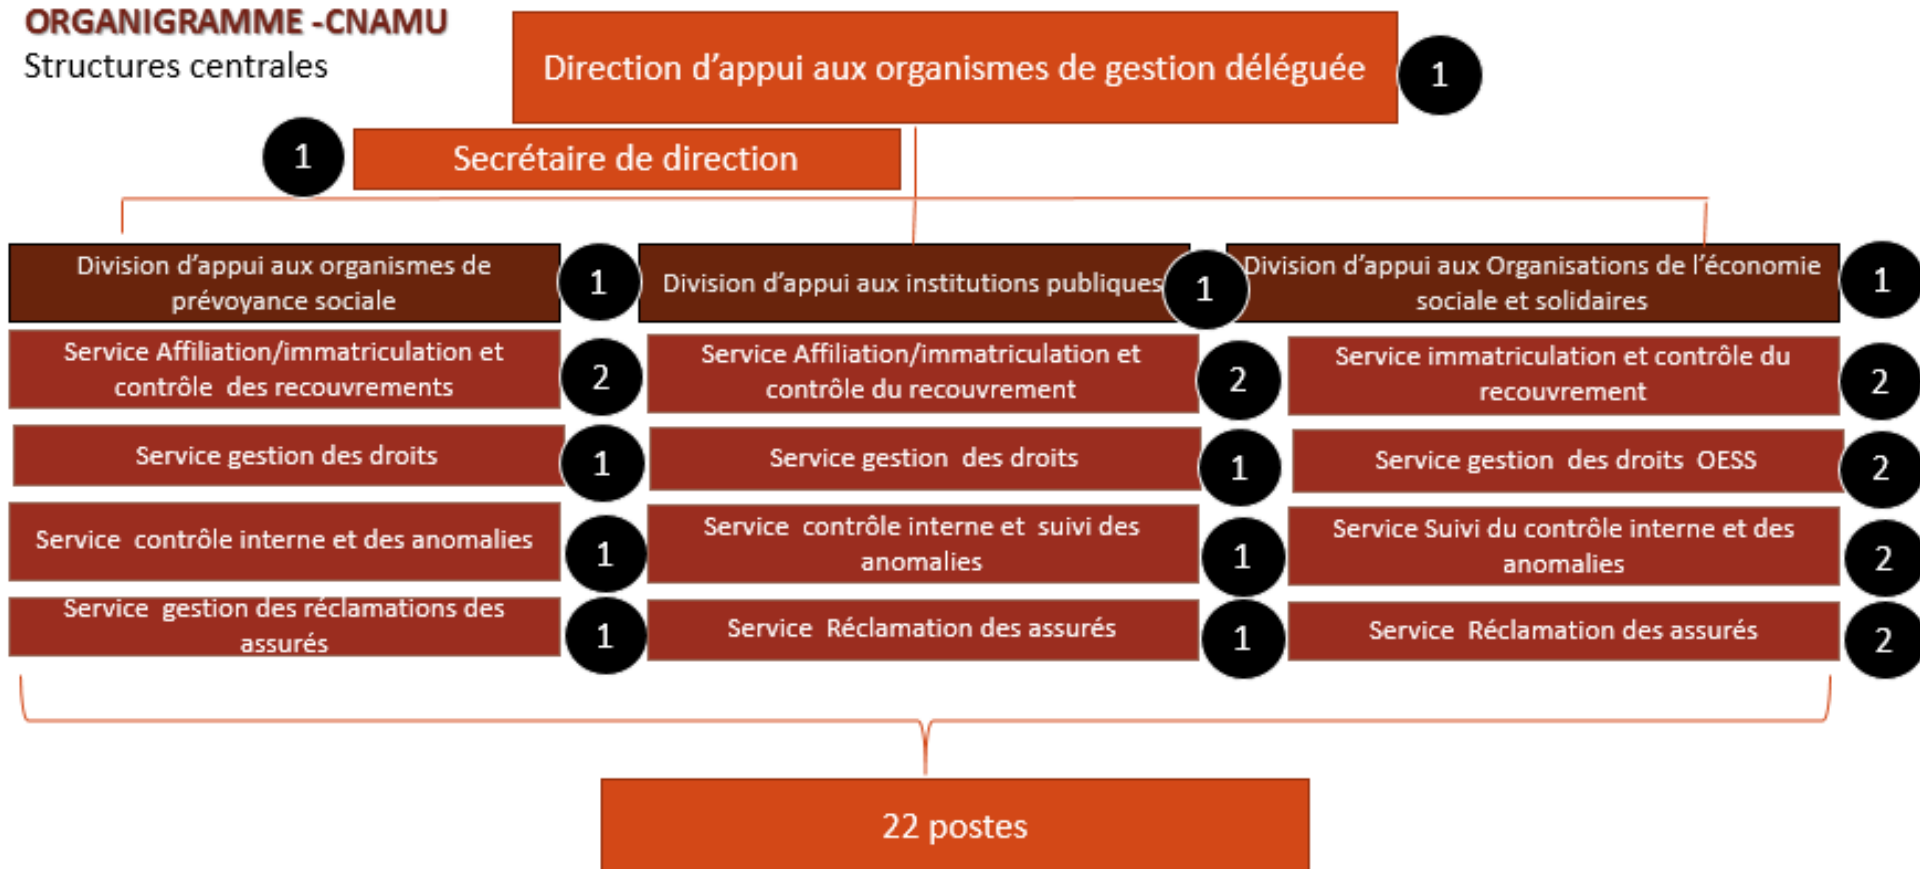 ORGANIGRAMME -CNAMU
Structures centrales
Direction d'appui aux organismes de gestion déléguée
1
1
Secrétaire de direction
Division d'appui aux organismes de
prévoyance sociale
1
Division d'appui aux institutions publiques
1
Division d'appui aux Organisations de l'économie
sociale et solidaires
1
Service Affiliation/immatriculation et
contrôle des recouvrements
2
Service Affiliation/immatriculation et
contrôle du recouvrement
2
Service immatriculation et contrôle du
recouvrement
2
Service gestion des droits
1
Service gestion des droits
1
Service gestion des droits OESS
2
Service contrôle interne et des anomalies
1
Service contrôle interne et suivi des
anomalies
1
Service Suivi du contrôle interne et des
anomalies
2
Service gestion des réclamations des
assurés
1
Service Réclamation des assurés
1
Service Réclamation des assurés
2
22 postes